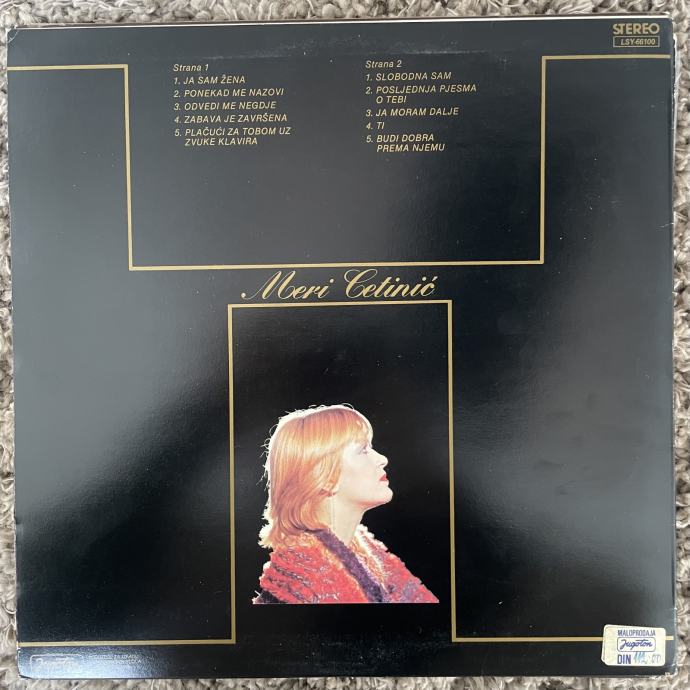 STEREO
LSY-66100
Strana 1
1. JA SAM ŽENA
2. PONEKAD ME NAZOVI
3. ODVEDI ME NEGDJE
4. ZABAVA JE ZAVRŠENA
5. PLAČUĆI ZA TOBOM UZ
ZVUKE KLAVIRA
Strana 2
1. SLOBODNA SAM
2. POSLJEDNJA PJESMA
O TEBI
3. JA MORAM DALJE
4. TI
5. BUDI DOBRA
PREMA NJEMU
Meri Cetinić
Jugoton
MALOPRODAJA
Jugoton
DIN